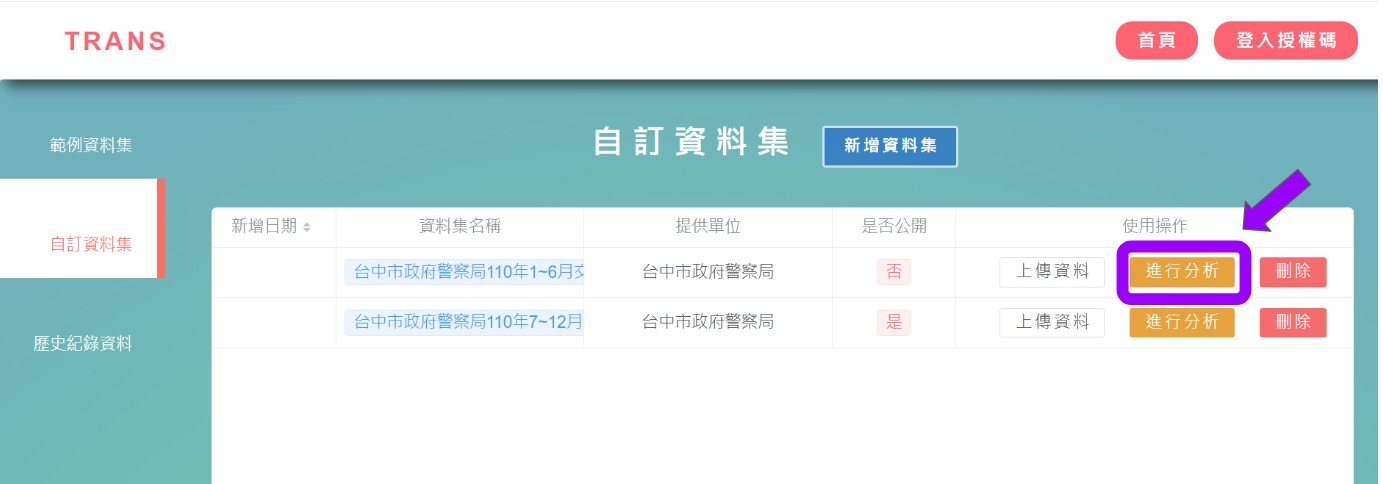 TRANS
首頁
登入授權碼
範例資料集
自訂資料集
歷史紀錄資料
自訂資料集
新增資料集
新增日期 資料集名稱 提供單位 是否公開 使用操作
台中市政府警察局110年1~6月 台中市政府警察局 否 上傳資料 進行分析 刪除
台中市政府警察局110年7~12月 台中市政府警察局 是 上傳資料 進行分析 刪除